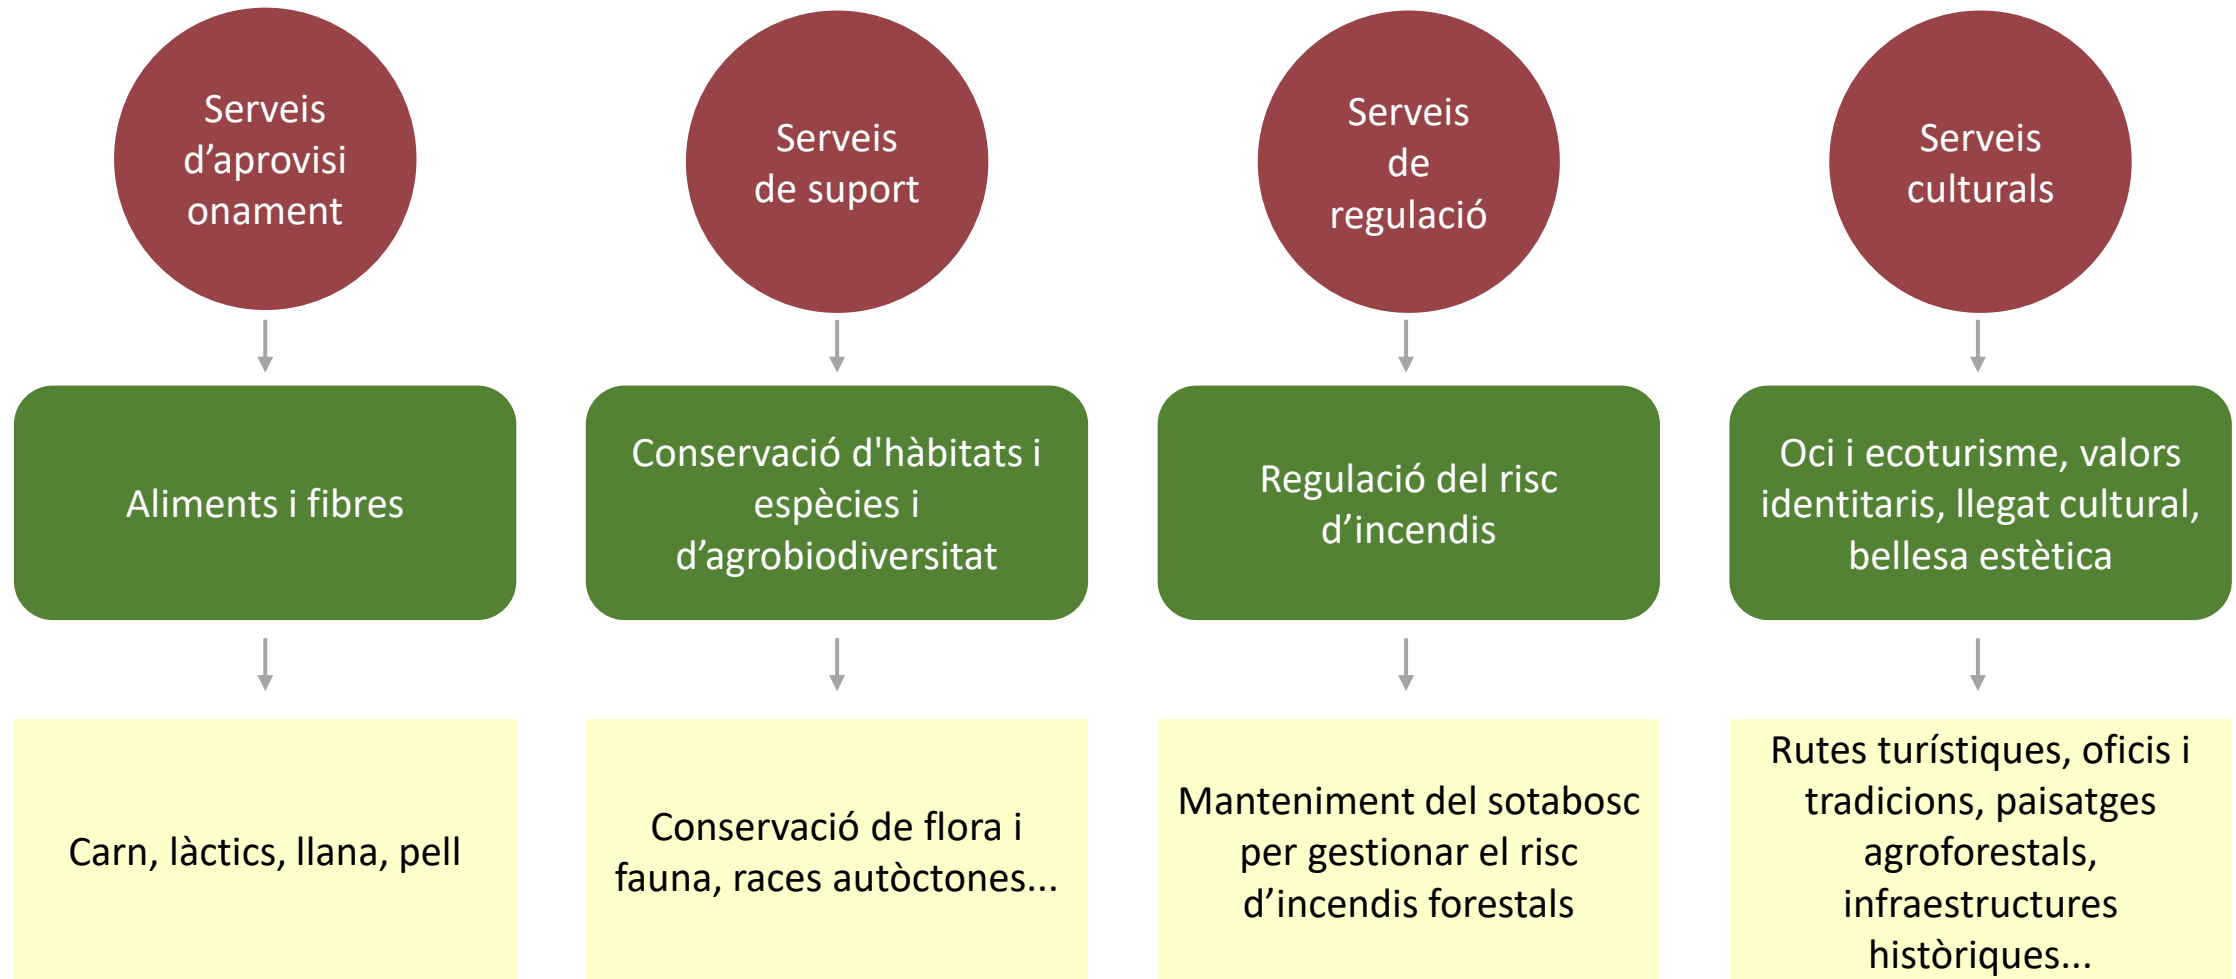 Serveis
d’aprovisi
onament
Serveis
de suport
Serveis
de
regulació
Serveis
culturals
Aliments i fibres
Conservació d'hàbitats i
espècies i
d’agrobiodiversitat
Regulació del risc
d’incendis
Oci i ecoturisme, valors
identitaris, llegat cultural,
bellesa estètica
Carn, làctics, llana, pell
Conservació de flora i
fauna, races autòctones...
Manteniment del sotabosc
per gestionar el risc
d’incendis forestals
Rutes turístiques, oficis i
tradicions, paisatges
agroforestals,
infraestructures
històriques...